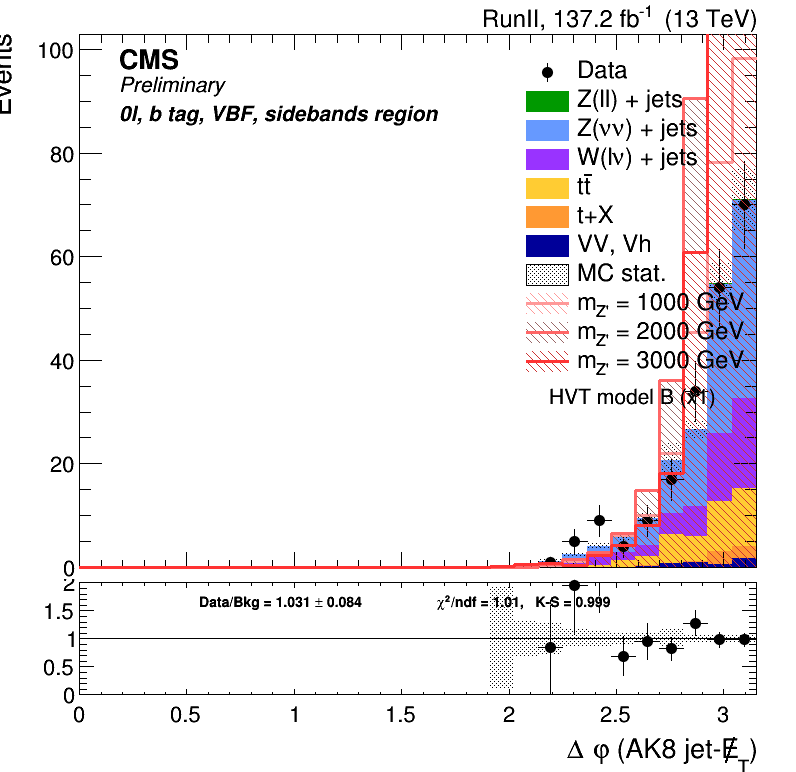 RunII, 137.2 fb⁻¹ (13 TeV)
Events
CMS
Preliminary
0l, b tag, VBF, sidebands region
Data
Z(ll) + jets
Z(νν) + jets
W(lν) + jets
tt̄
t+X
VV, Vh
MC stat.
m_Z' = 1000 GeV
m_Z' = 2000 GeV
m_Z' = 3000 GeV
HVT model B (x1)
100
80
60
40
20
0
Data/Bkg = 1.031 ± 0.084
χ²/ndf = 1.01, K-S = 0.999
2
1.5
1
0.5
0
0 0.5 1 1.5 2 2.5 3
Δ φ (AK8 jet-E̸_T)